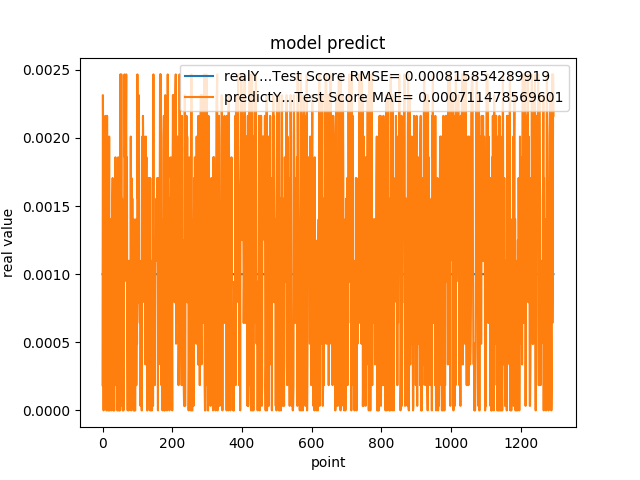 model predict
realY...Test Score RMSE= 0.000815854289919
predictY...Test Score MAE= 0.000711478569601
0.0025
0.0020
0.0015
0.0010
0.0005
0.0000
real value
0 200 400 600 800 1000 1200
point